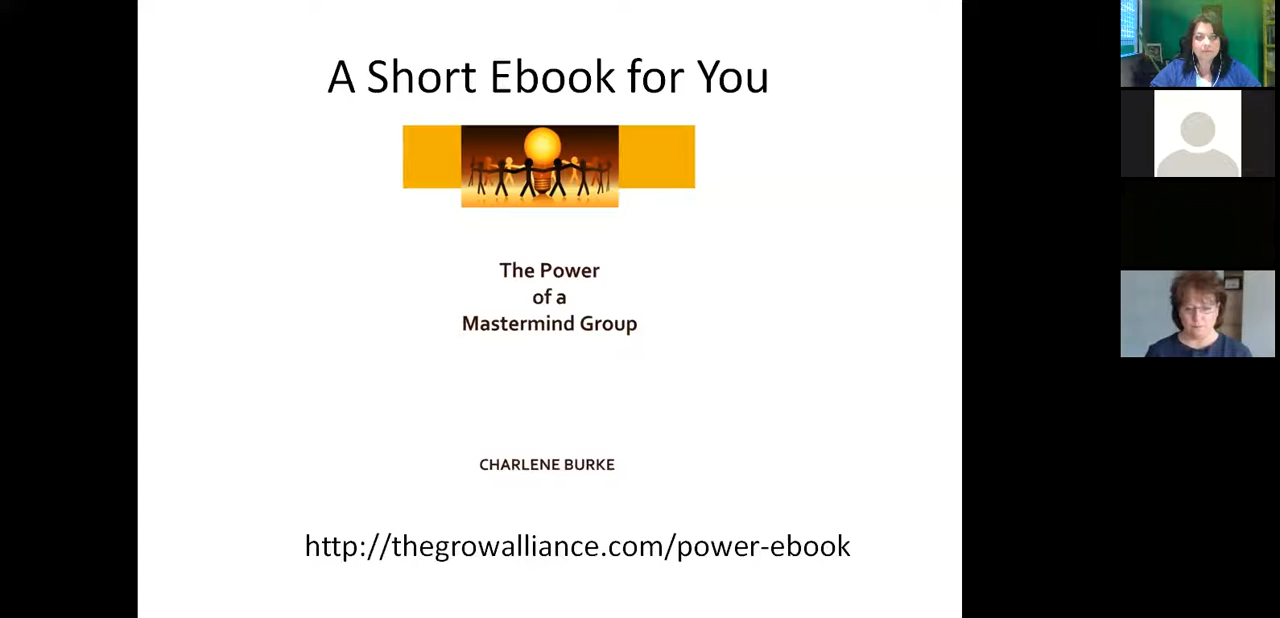 A Short Ebook for You
The Power
of a
Mastermind Group
CHARLENE BURKE
http://thegrowalliance.com/power-ebook